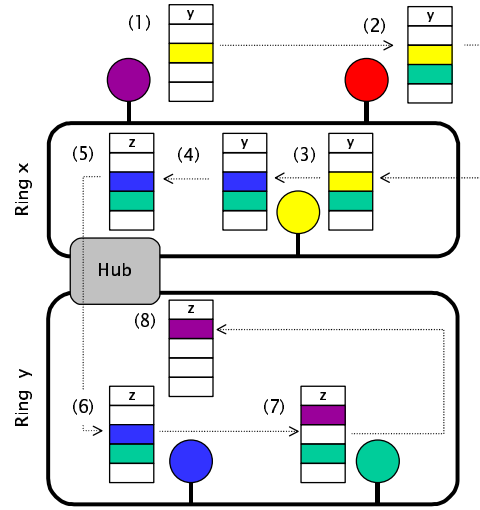 (1)
y
(2)
y
(5)
z
(4)
y
(3)
y
Ring x
Hub
(8)
z
Ring y
(6)
z
(7)
z